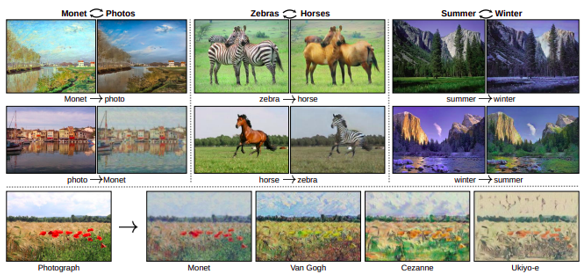 Monet ⟳ Photos
Zebras ⟳ Horses
Summer ⟳ Winter
Monet → photo
zebra → horse
summer → winter
photo → Monet
horse → zebra
winter → summer
Photograph
Monet
Van Gogh
Cezanne
Ukiyo-e